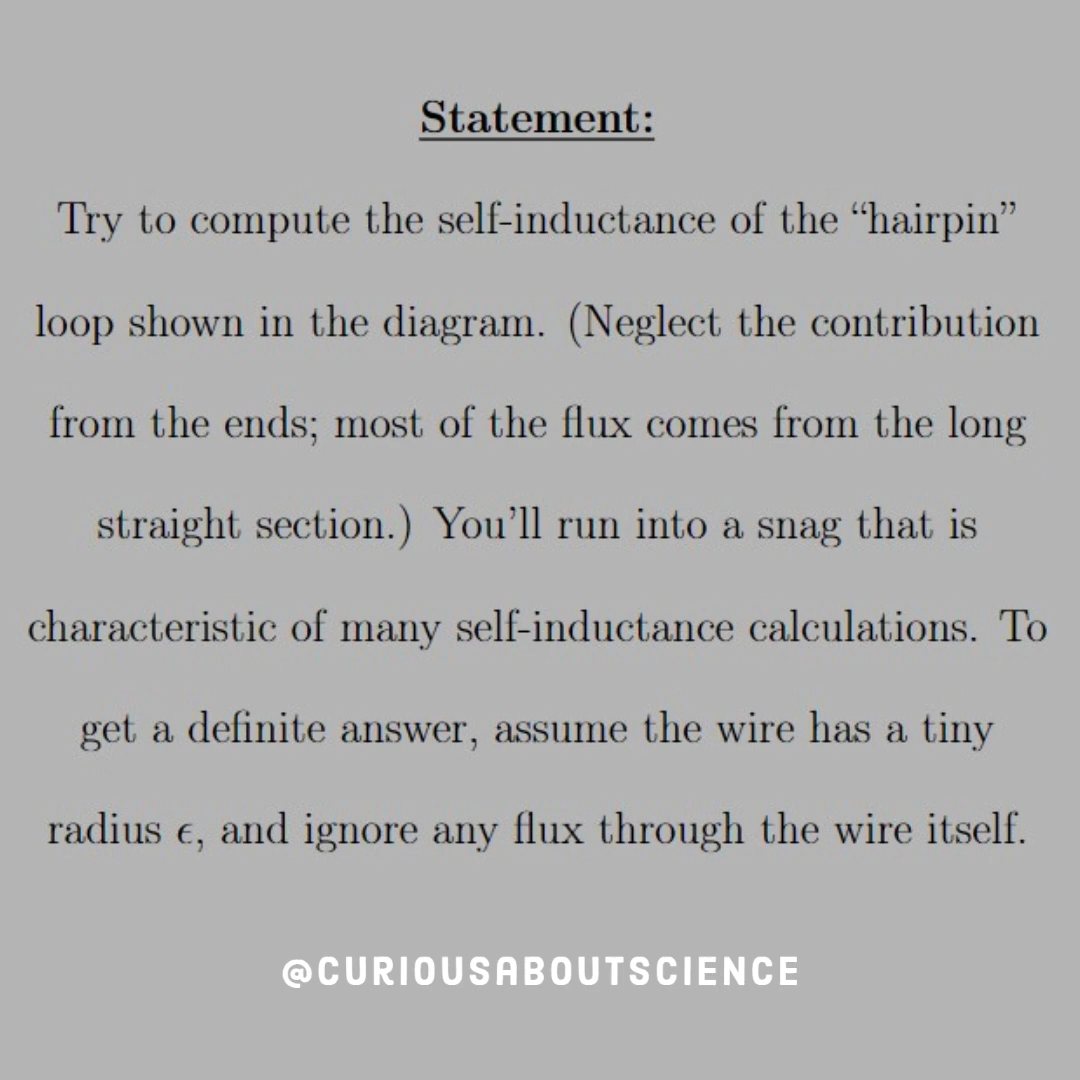 Statement:
Try to compute the self-inductance of the “hairpin”
loop shown in the diagram. (Neglect the contribution
from the ends; most of the flux comes from the long
straight section.) You’ll run into a snag that is
characteristic of many self-inductance calculations. To
get a definite answer, assume the wire has a tiny
radius ϵ, and ignore any flux through the wire itself.
@CURIOUSABOUTSCIENCE